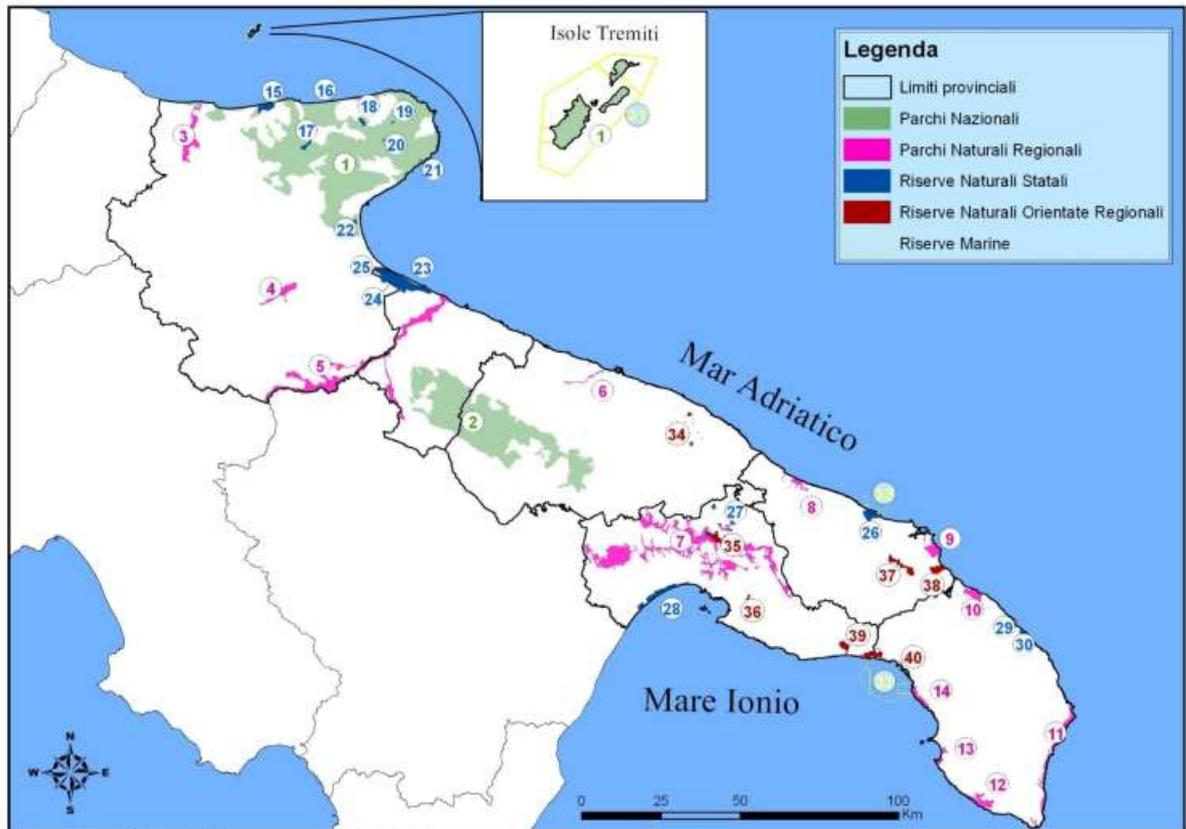 Isole Tremiti
1
Legenda
Limiti provinciali
Parchi Nazionali
Parchi Naturali Regionali
Riserve Naturali Statali
Riserve Naturali Orientate Regionali
Riserve Marine
15
16
18
19
3
17
20
1
21
22
25
23
4
24
5
6
Mar Adriatico
2
34
8
27
26
9
7
35
37
38
28
36
10
39
29
30
40
Mare Ionio
14
11
13
12
N
W E
S
0 25 50 100
Km